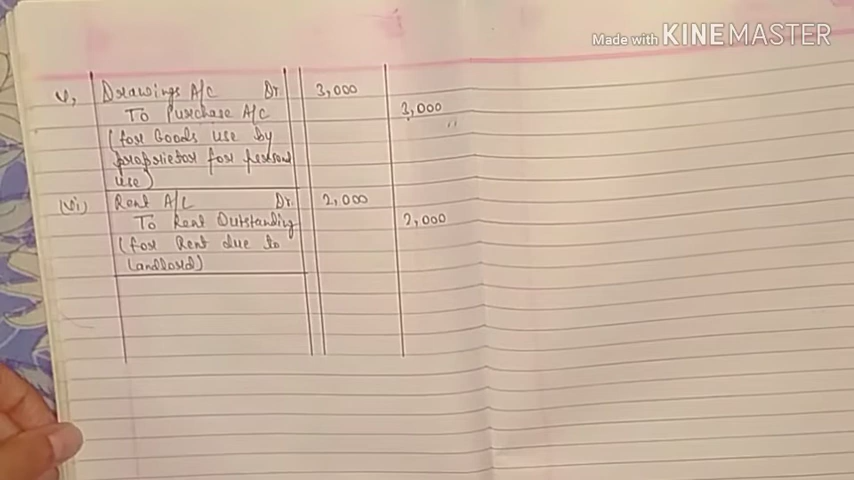 Made with KINEMASTER
v, Drawings A/C Dr. 3,000
To Purchase A/C 3,000
(for Goods use by
proprietor for person
use)
(vi) Rent A/C Dr. 2,000
To Rent Outstanding 2,000
(for Rent due to
Landlord)